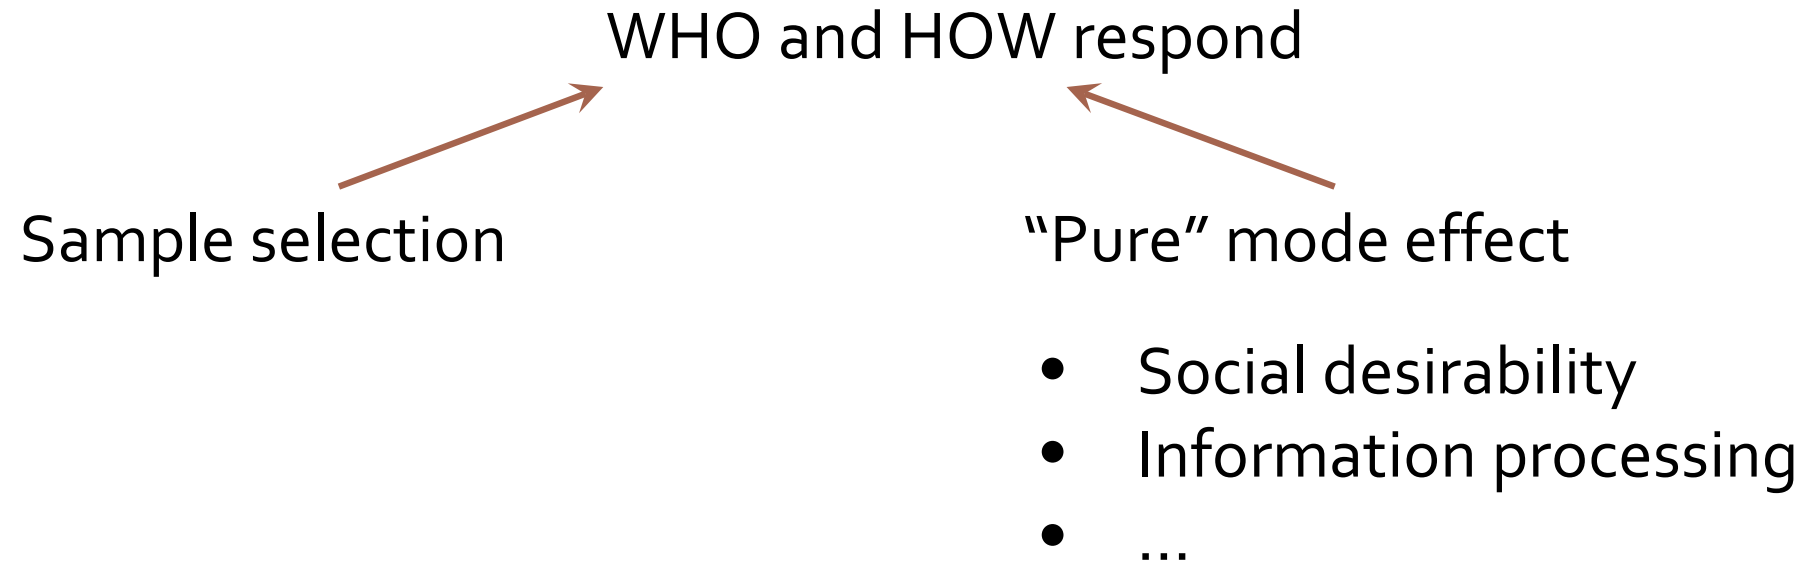 WHO and HOW respond
Sample selection
“Pure” mode effect
• Social desirability
• Information processing
• ...